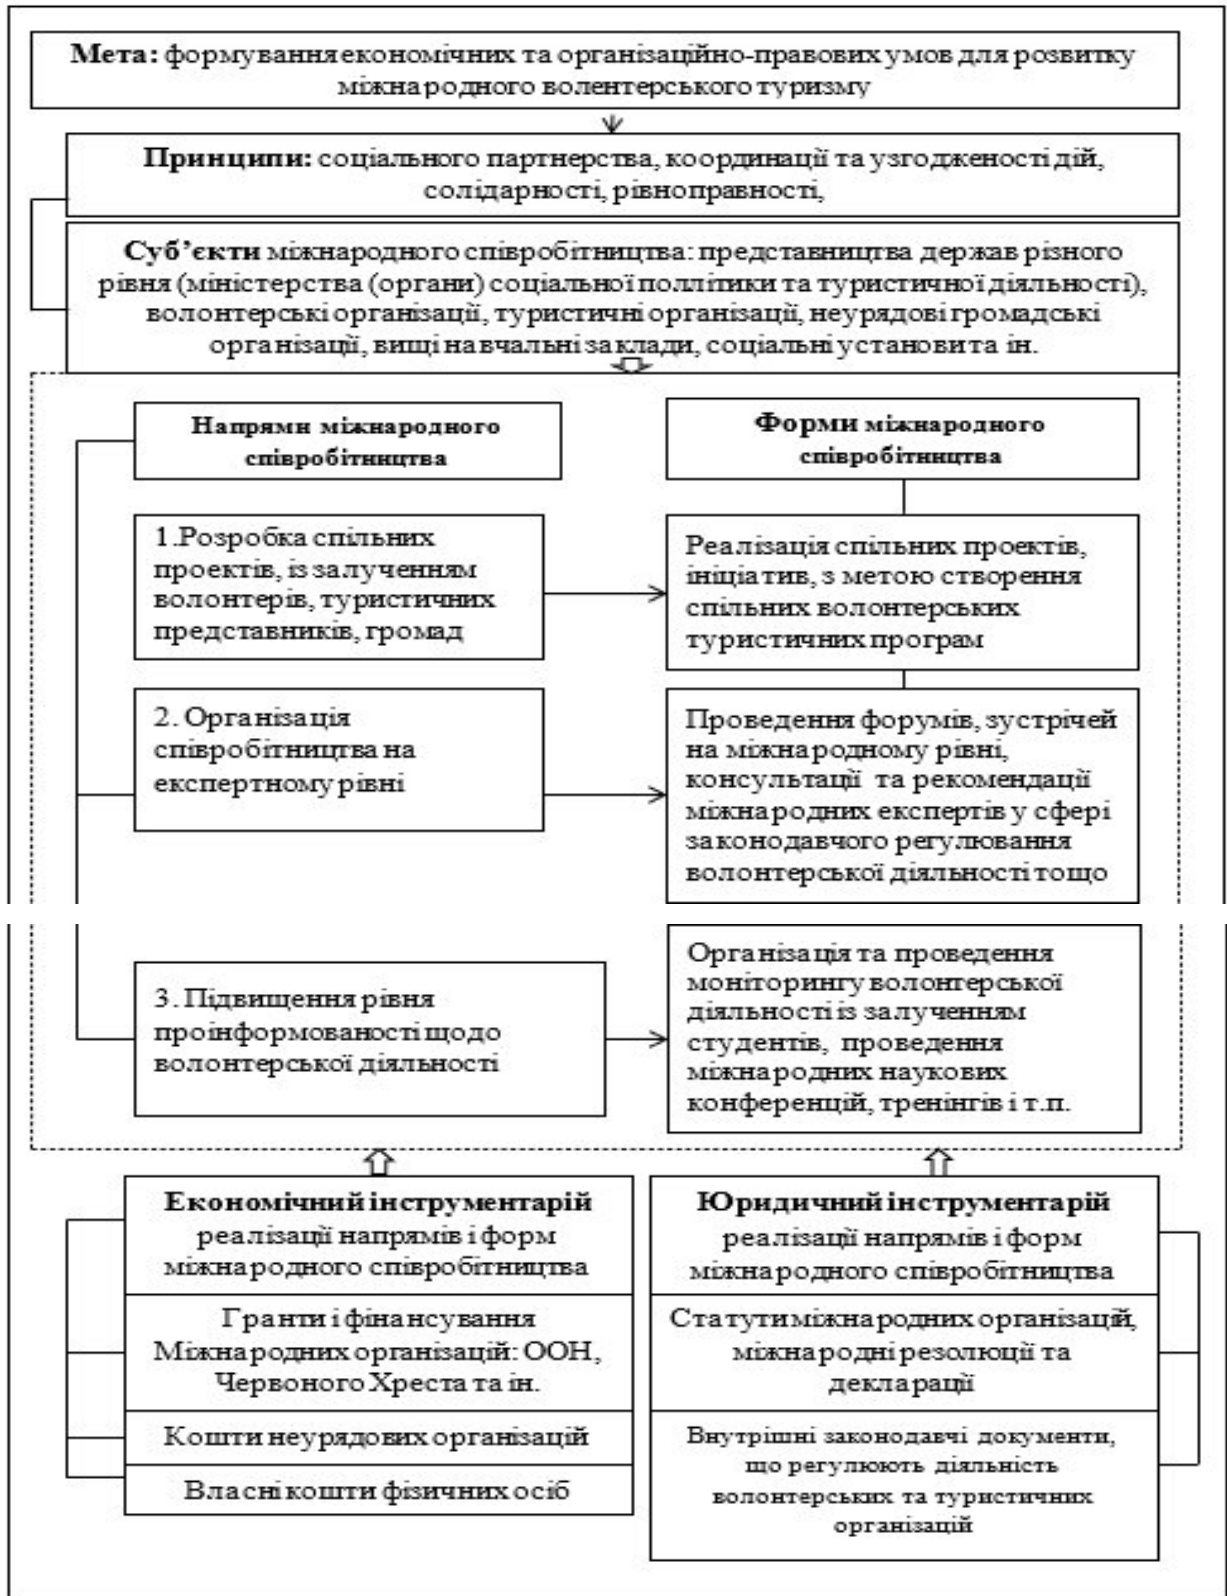 Мета: формування економічних та організаційно-правових умов для розвитку
міжнародного волентерського туризму
Принципи: соціального партнерства, координації та узгодженості дій,
солідарності, рівноправності,
Суб’єкти міжнародного співробітництва: представництва держав різного
рівня (міністерства (органи) соціальної поллітики та туристичної діяльності),
волонтерські організації, туристичні організації, неурядові громадські
організації, вищі навчальні заклади, соціальні установи та ін.
Напрями міжнародного
співробітництва
Форми міжнародного
співробітництва
1.Розробка спільних
проектів, із залученням
волонтерів, туристичних
представників, громад
Реалізація спільних проектів,
ініціатив, з метою створення
спільних волонтерських
туристичних програм
2. Організація
співробітництва на
експертному рівні
Проведення форумів, зустрічей
на міжнародному рівні,
консультації та рекомендації
міжнародних експертів у сфері
законодавчого регулювання
волонтерської діяльності тощо
3. Підвищення рівня
проінформованості щодо
волонтерської діяльності
Організація та проведення
моніторингу волонтерської
діяльності із залученням
студентів, проведення
міжнародних наукових
конференцій, тренінгів і т.п.
Економічний інструментарій
реалізації напрямів і форм
міжнародного співробітництва
Гранти і фінансування
Міжнародних організацій: ООН,
Червоного Хреста та ін.
Кошти неурядових організацій
Власні кошти фізичних осіб
Юридичний інструментарій
реалізації напрямів і форм
міжнародного співробітництва
Статути міжнародних організацій,
міжнародні резолюції та
декларації
Внутрішні законодавчі документи,
що регулюють діяльність
волонтерських та туристичних
організацій